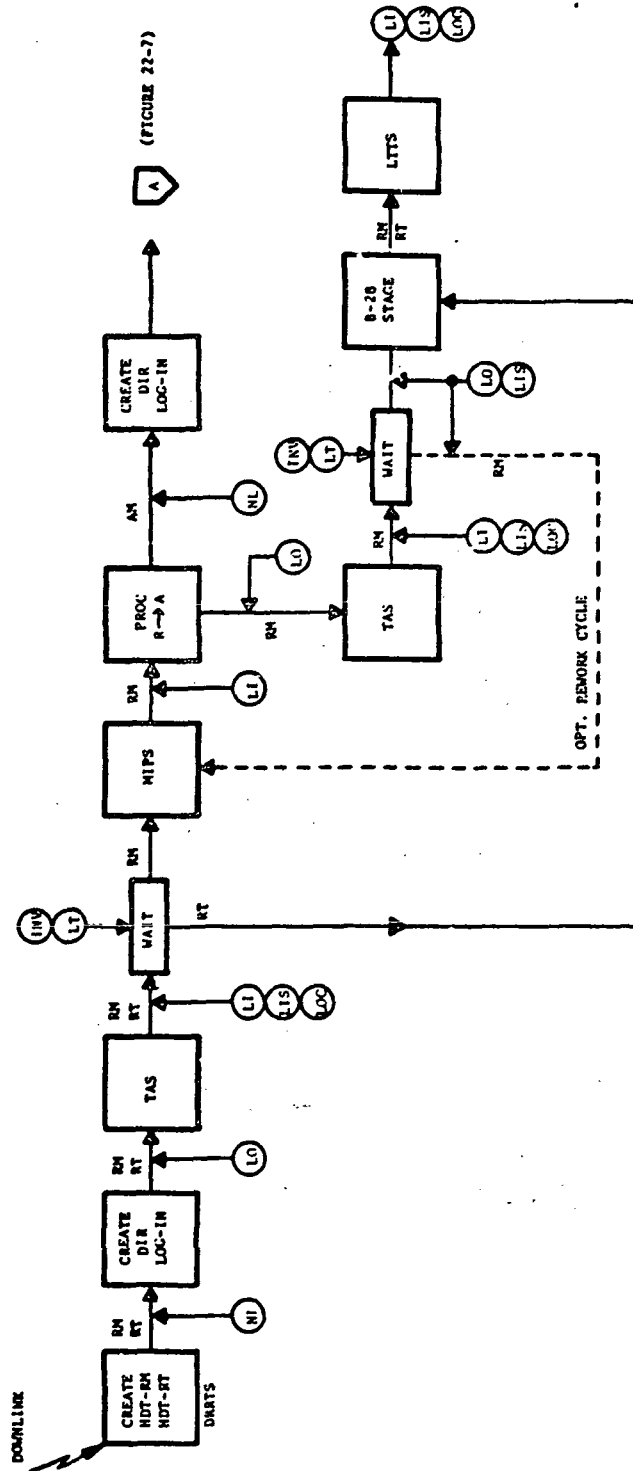 DOWNLINK
CREATE
HDT-RM
HDT-RT
DRRTS
RM
RT
NI
CREATE
DIR
LOG-IN
RM
RT
LO
TAS
RM
RT
LI
LIS
LOC
INV
LT
WAIT
RT
RM
MIPS
RM
LI
PROC
R→A
AM
NL
CREATE
DIR
LOG-IN
A
(FIGURE 22-7)
LO
RM
TAS
RM
LI
LIS
LOC
INV
LT
WAIT
RM
LO
LIS
B-28
STAGE
RM
RT
LTTS
LI
LIS
LOC
OPT. REWORK CYCLE